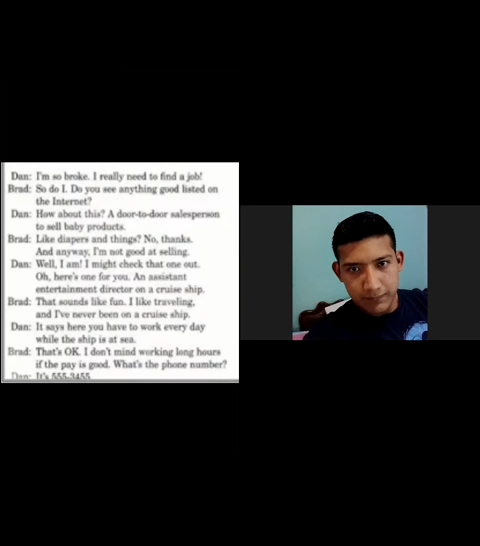 Dan: I'm so broke. I really need to find a job!
Brad: So do I. Do you see anything good listed on
the Internet?
Dan: How about this? A door-to-door salesperson
to sell baby products.
Brad: Like diapers and things? No, thanks.
And anyway, I'm not good at selling.
Dan: Well, I am! I might check that one out.
Oh, here's one for you. An assistant
entertainment director on a cruise ship.
Brad: That sounds like fun. I like traveling,
and I've never been on a cruise ship.
Dan: It says here you have to work every day
while the ship is at sea.
Brad: That's OK. I don't mind working long hours
if the pay is good. What's the phone number?
Dan: It's 555-3455